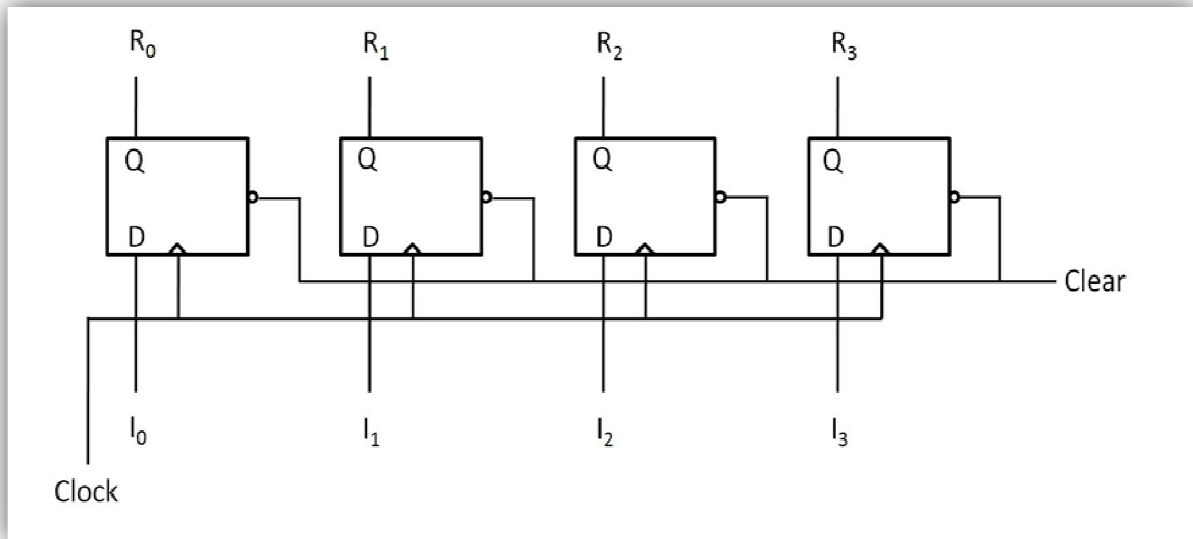 R₀ R₁ R₂ R₃
Q Q Q Q
D D D D
Clear
I₀ I₁ I₂ I₃
Clock